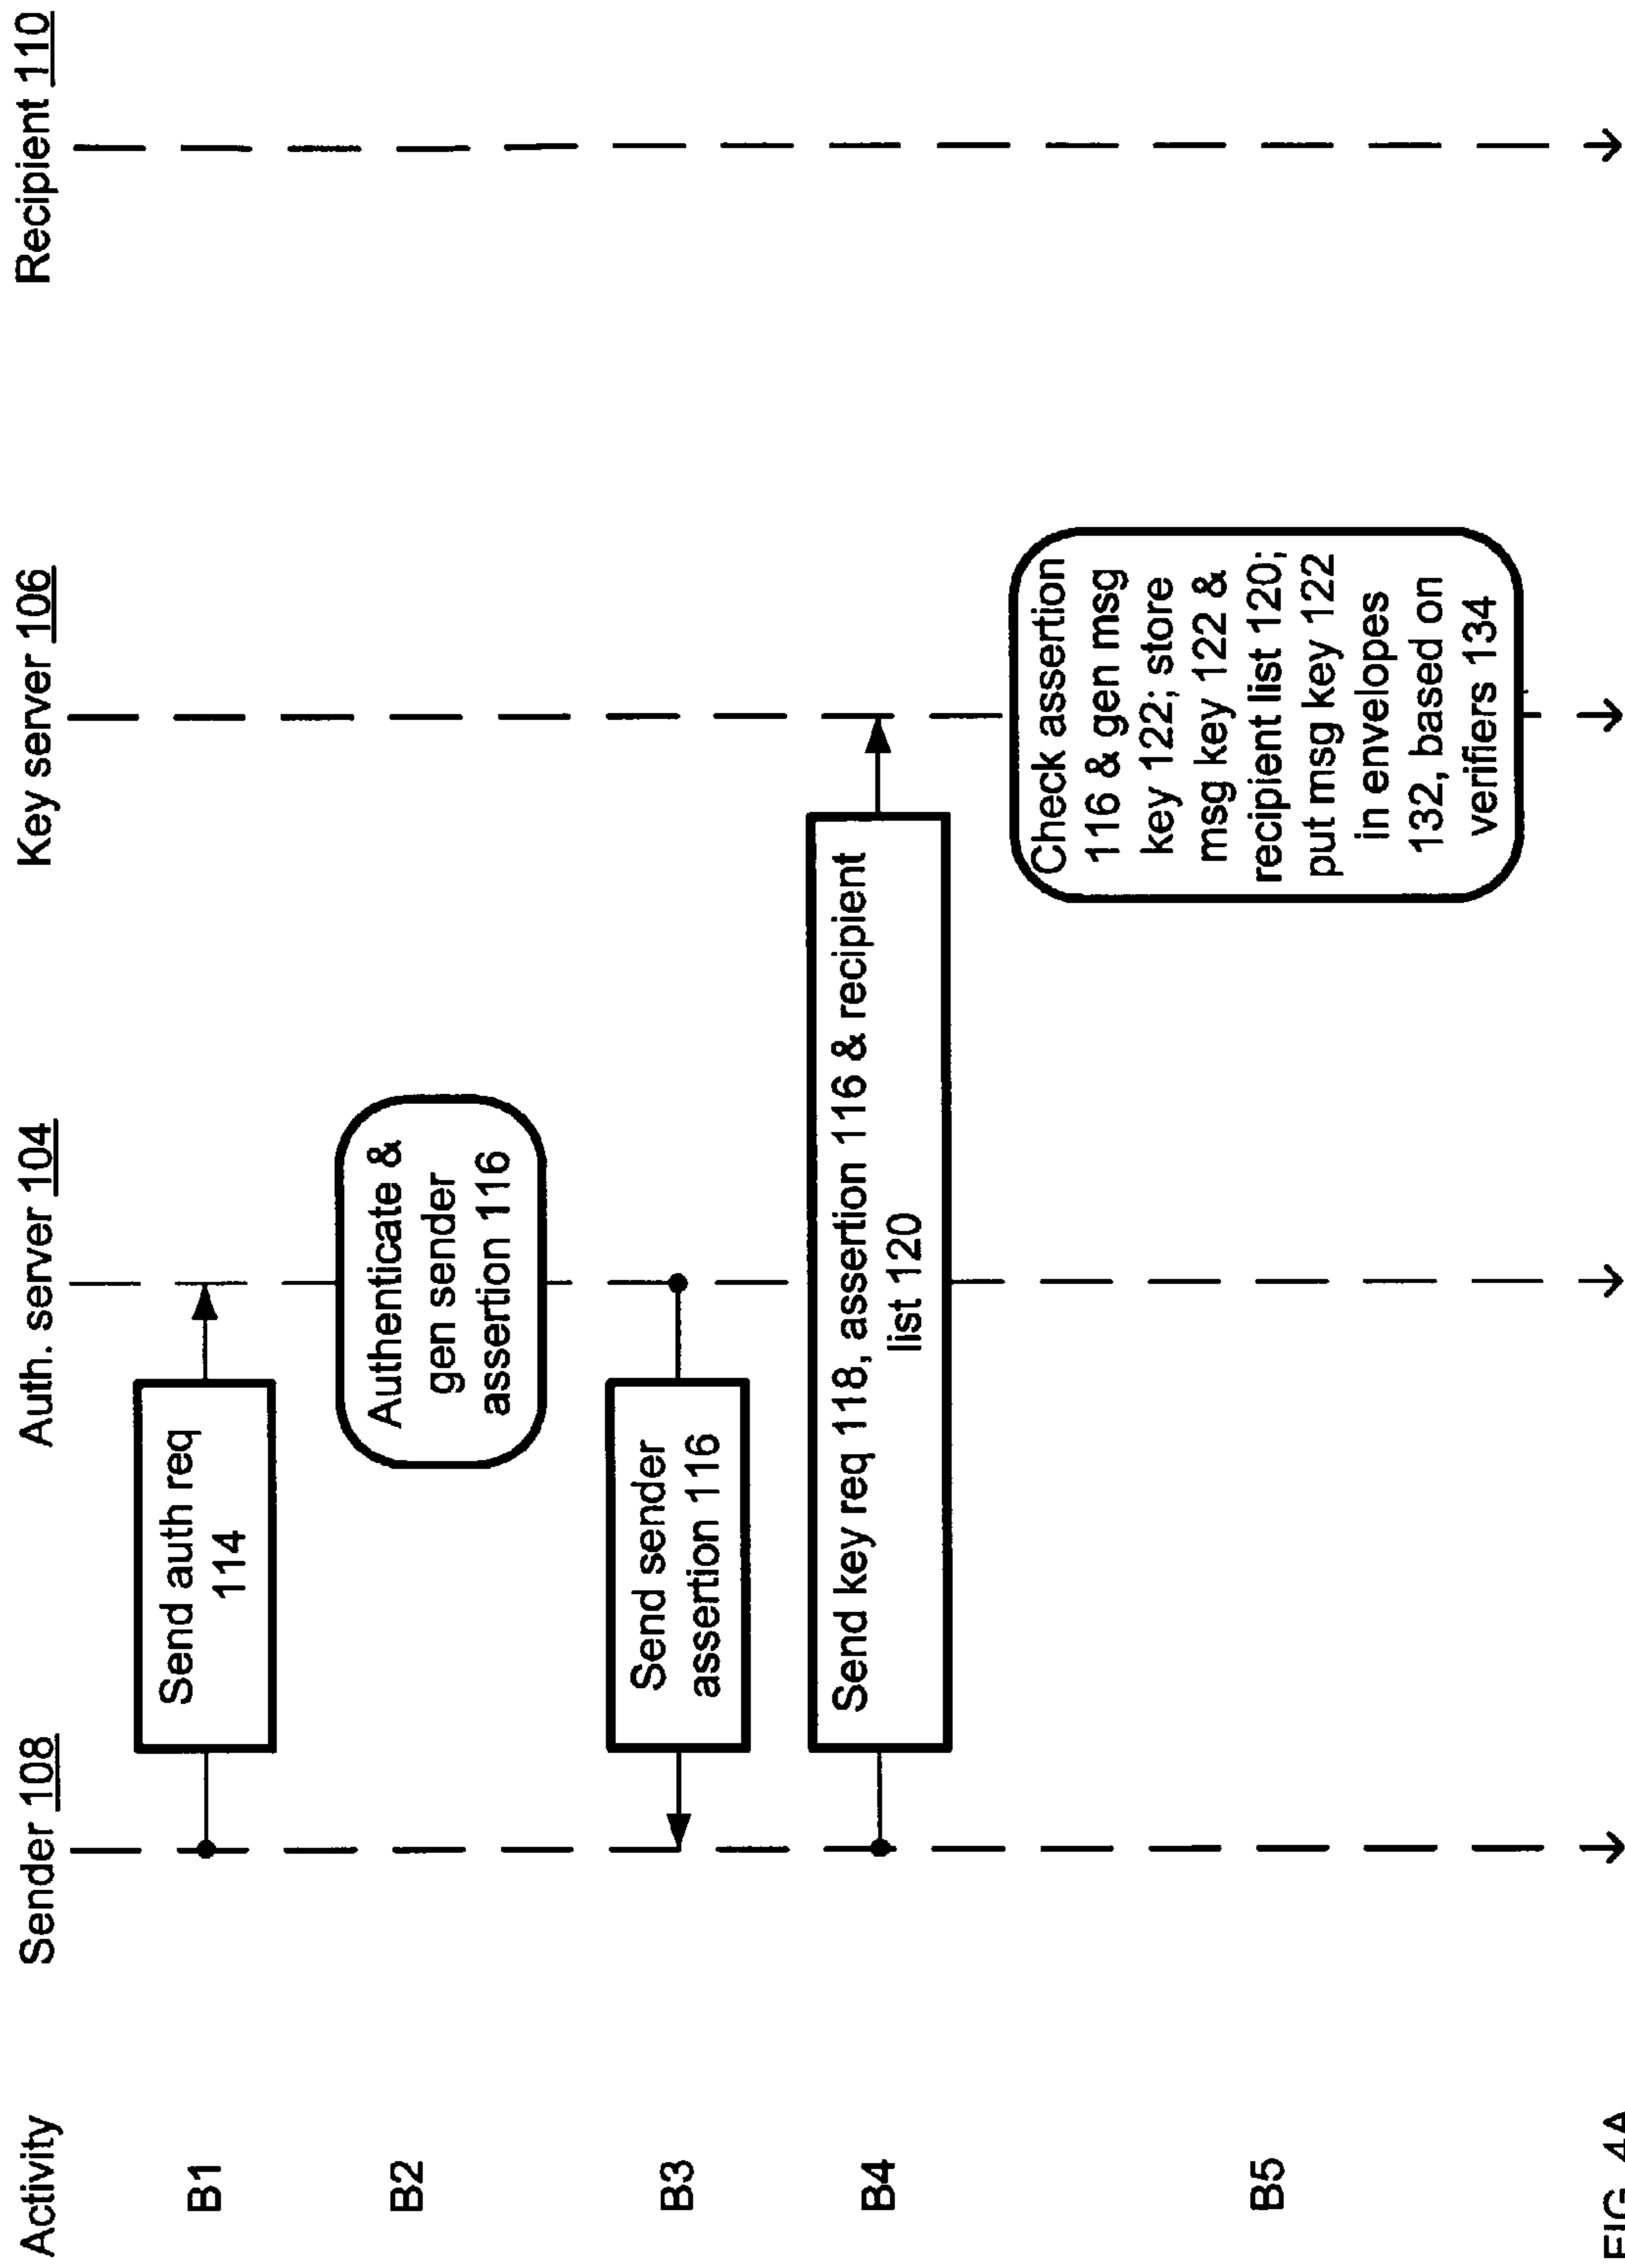 Activity
Sender 108
Auth. server 104
Key server 106
Recipient 110
B1
Send auth req
114
B2
Authenticate &
gen sender
assertion 116
B3
Send sender
assertion 116
B4
Send key req 118, assertion 116 & recipient
list 120
B5
Check assertion
116 & gen msg
key 122; store
msg key 122 &
recipient list 120;
put msg key 122
in envelopes
132, based on
verifiers 134
FIG. 4A